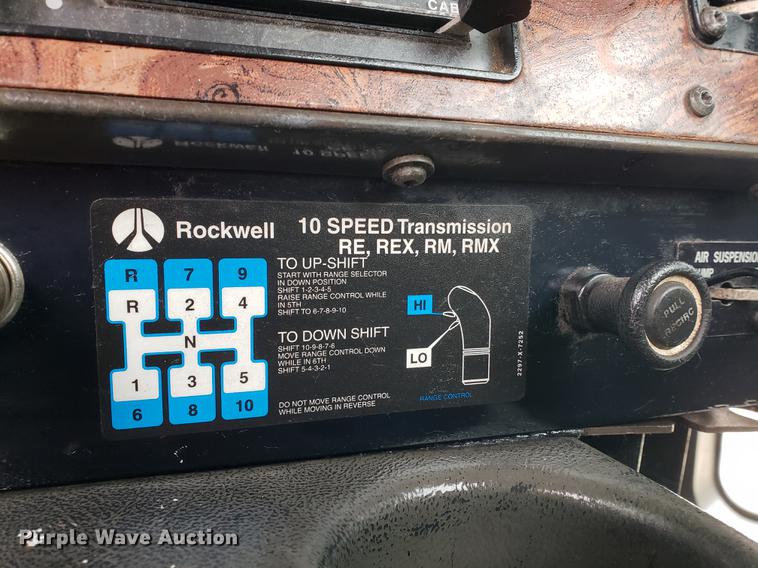 CAB
Rockwell
10 SPEED Transmission
RE, REX, RM, RMX
R 7 9
R 2 4
N
1 3 5
6 8 10
TO UP-SHIFT
START WITH RANGE SELECTOR
IN DOWN POSITION
SHIFT 1-2-3-4-5
RAISE RANGE CONTROL WHILE
IN 5TH
SHIFT TO 6-7-8-9-10
TO DOWN SHIFT
SHIFT 10-9-8-7-6
MOVE RANGE CONTROL DOWN
WHILE IN 6TH
SHIFT 5-4-3-2-1
DO NOT MOVE RANGE CONTROL
WHILE MOVING IN REVERSE
HI
LO
RANGE CONTROL
2297-X-7252
PULL
RECIRC
AIR SUSPENSION
Purple Wave Auction